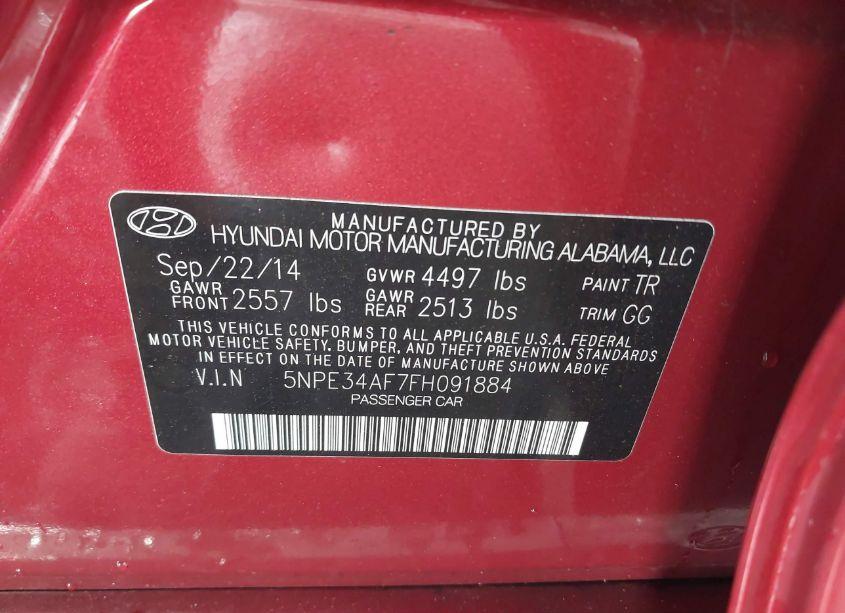 MANUFACTURED BY
HYUNDAI MOTOR MANUFACTURING ALABAMA, LLC
Sep/22/14 GVWR 4497 lbs PAINT TR
GAWR FRONT 2557 lbs GAWR REAR 2513 lbs TRIM GG
THIS VEHICLE CONFORMS TO ALL APPLICABLE U.S.A. FEDERAL
MOTOR VEHICLE SAFETY, BUMPER, AND THEFT PREVENTION STANDARDS
IN EFFECT ON THE DATE OF MANUFACTURE SHOWN ABOVE
V.I.N 5NPE34AF7FH091884
PASSENGER CAR